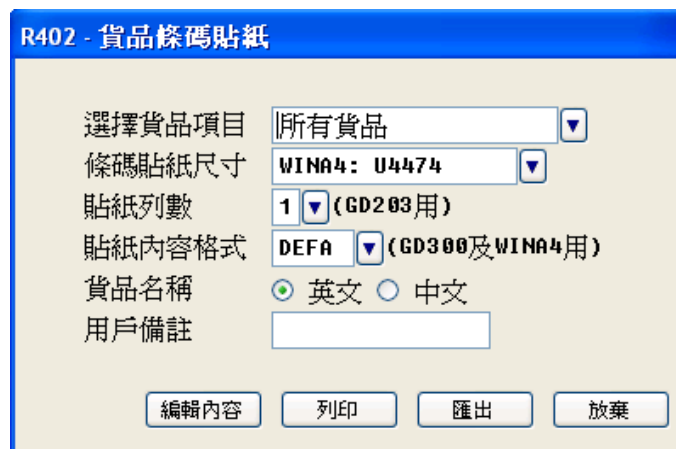 R402 - 貨品條碼貼紙
選擇貨品項目 所有貨品
條碼貼紙尺寸 WINA4: U4474
貼紙列數 1 (GD203用)
貼紙內容格式 DEFA (GD300及WINA4用)
貨品名稱 英文 中文
用戶備註
編輯內容 列印 匯出 放棄